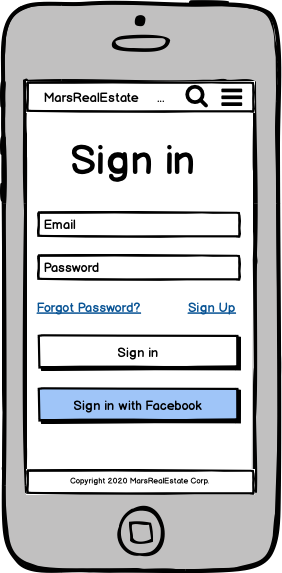 MarsRealEstate ...
Sign in
Email
Password
Forgot Password? Sign Up
Sign in
Sign in with Facebook
Copyright 2020 MarsRealEstate Corp.